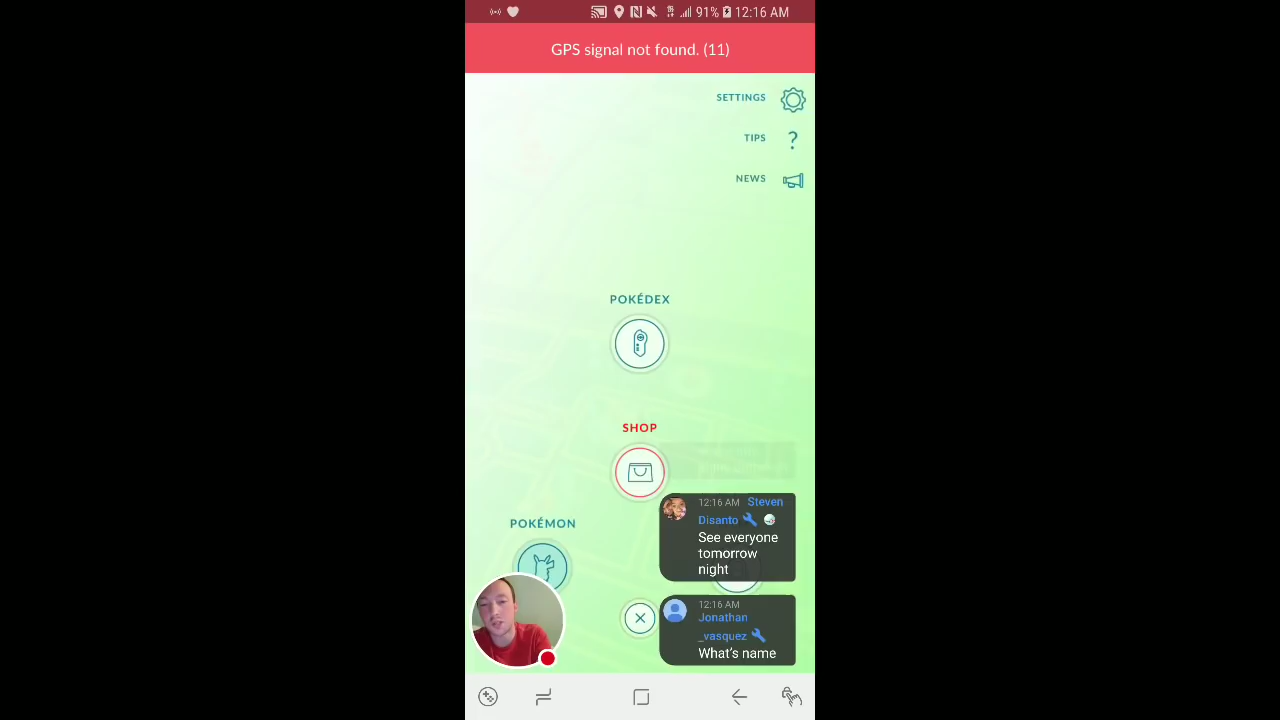 91% 12:16 AM
GPS signal not found. (11)
SETTINGS
TIPS
?
NEWS
POKÉDEX
SHOP
POKÉMON
12:16 AM Steven
Disanto
See everyone
tomorrow
night
12:16 AM
Jonathan
_vasquez
What's name